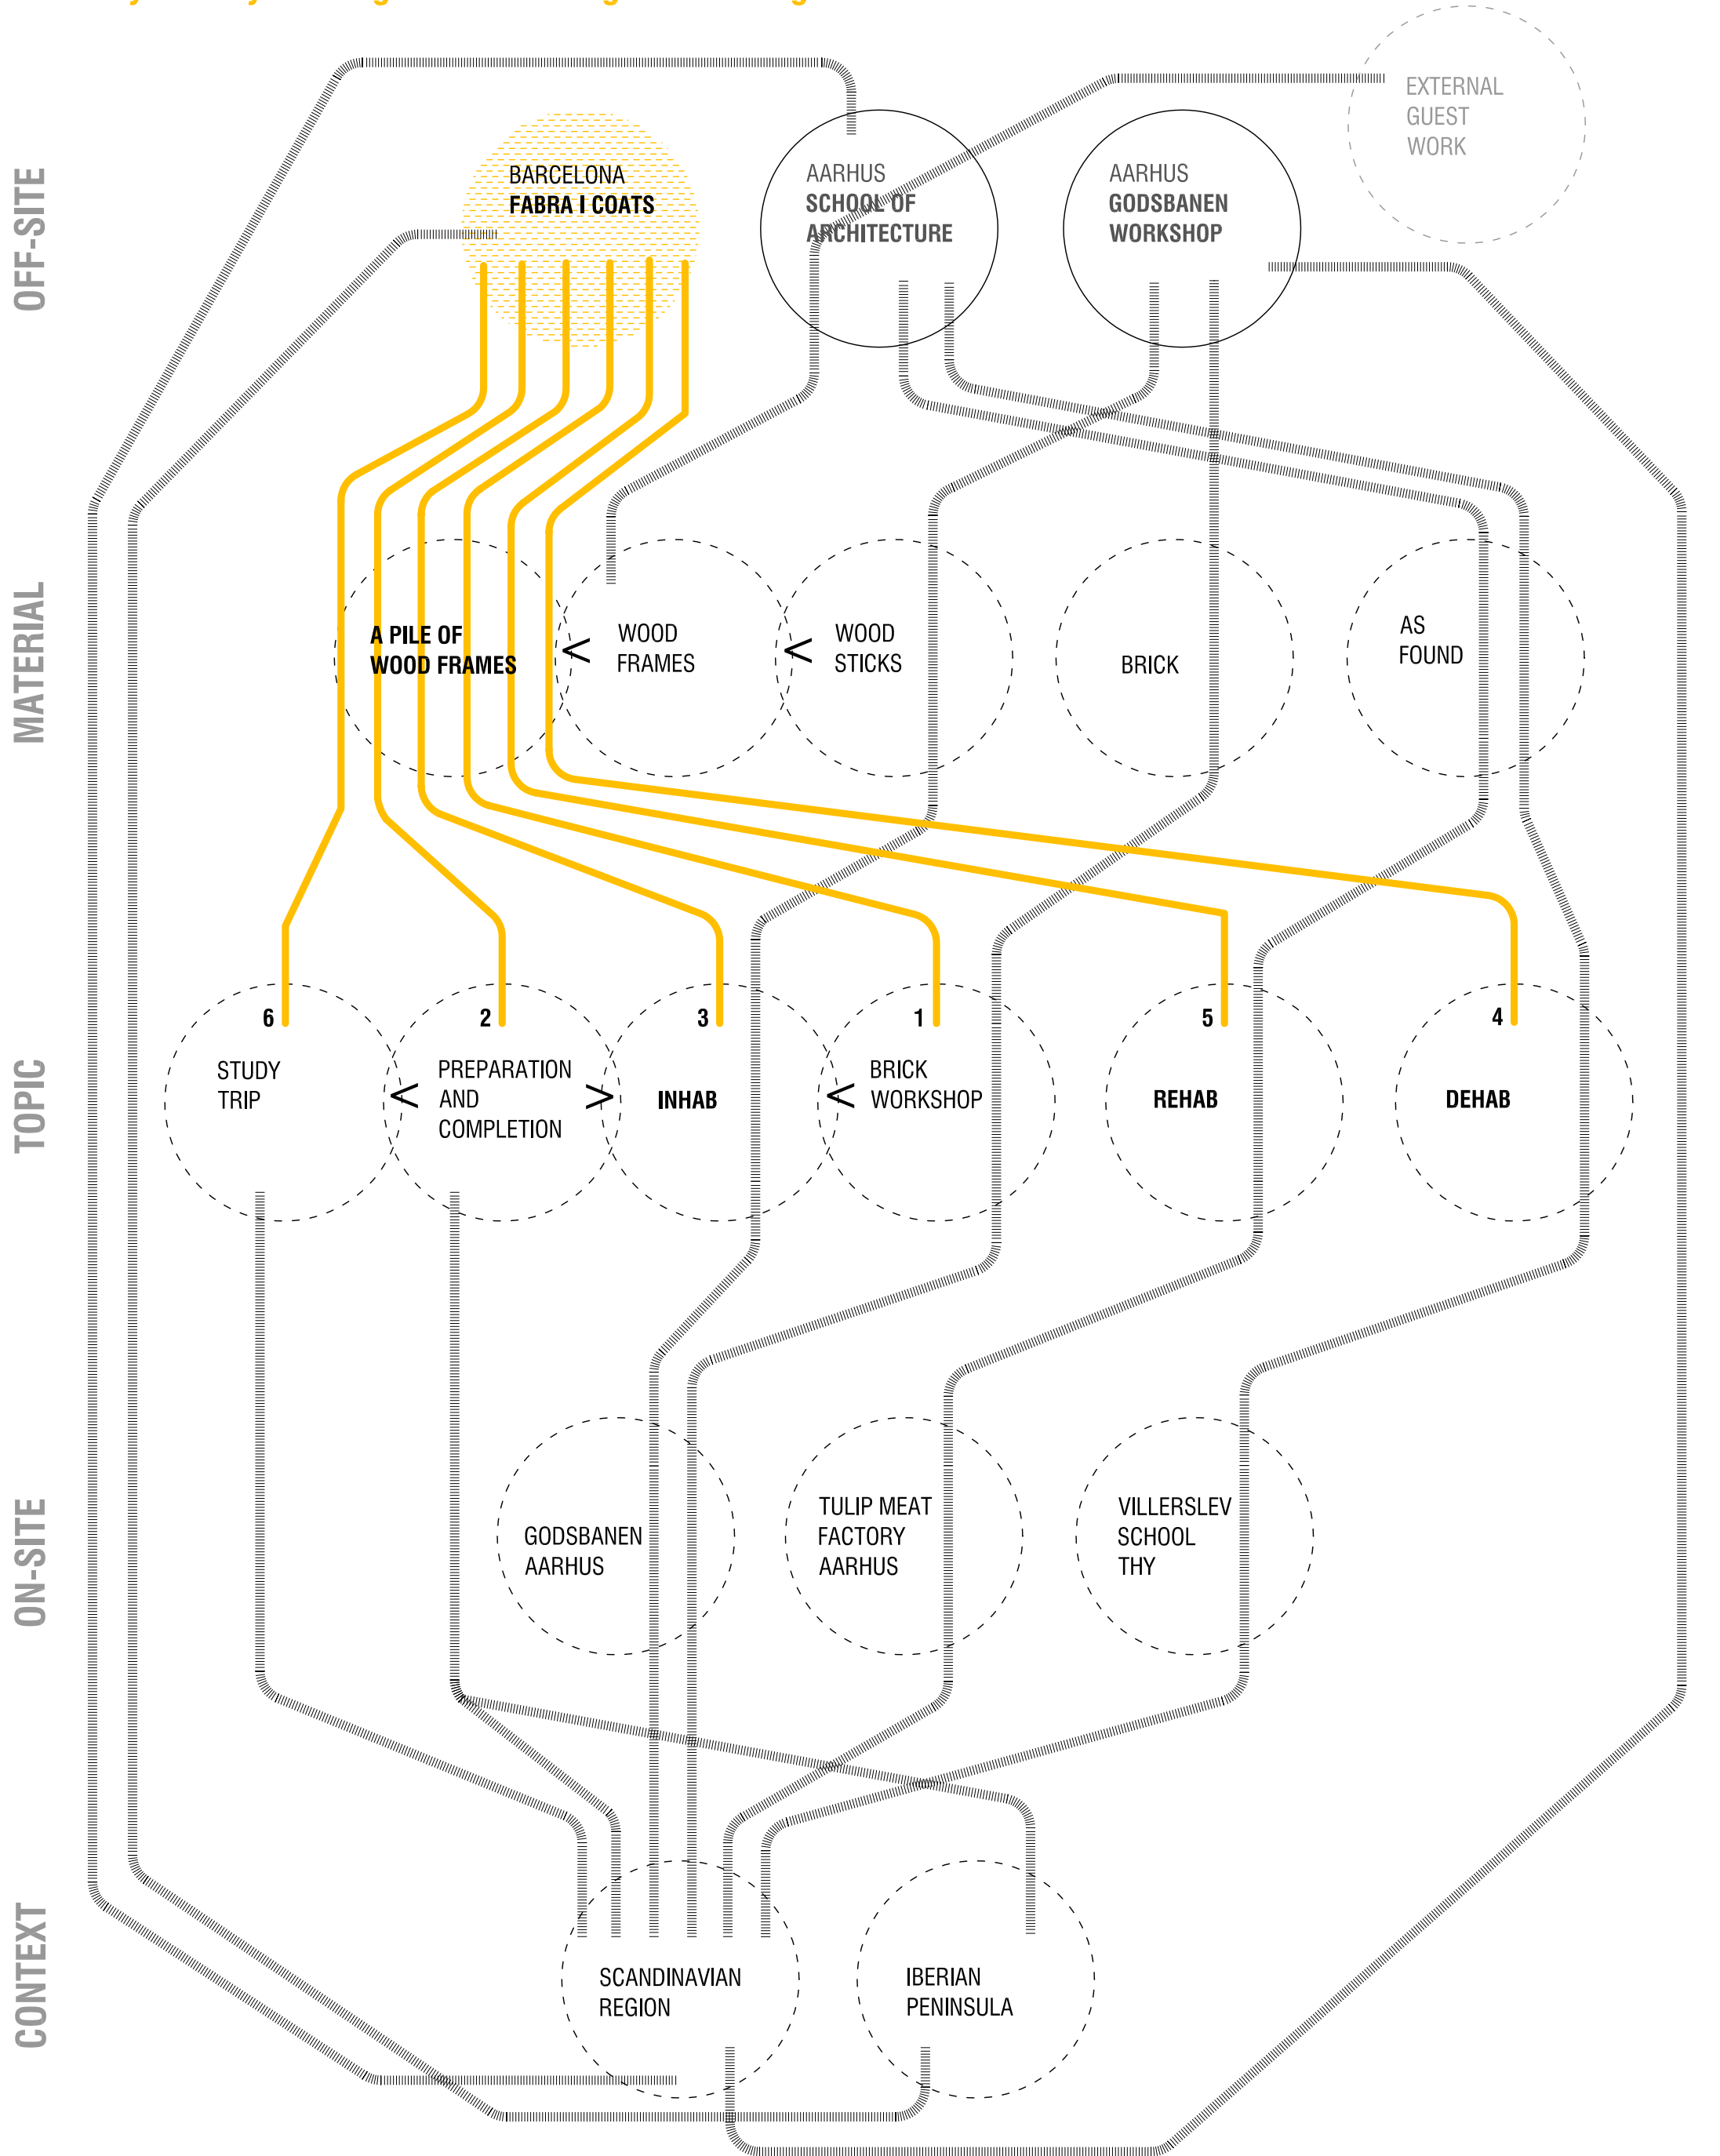 OFF-SITE
BARCELONA
FABRA I COATS
AARHUS
SCHOOL OF
ARCHITECTURE
AARHUS
GODSBANEN
WORKSHOP
EXTERNAL
GUEST
WORK
MATERIAL
A PILE OF
WOOD FRAMES
<
WOOD
FRAMES
<
WOOD
STICKS
BRICK
AS
FOUND
TOPIC
6
STUDY
TRIP
<
2
PREPARATION
AND
COMPLETION
>
3
INHAB
<
1
BRICK
WORKSHOP
5
REHAB
4
DEHAB
ON-SITE
GODSBANEN
AARHUS
TULIP MEAT
FACTORY
AARHUS
VILLERSLEV
SCHOOL
THY
CONTEXT
SCANDINAVIAN
REGION
IBERIAN
PENINSULA